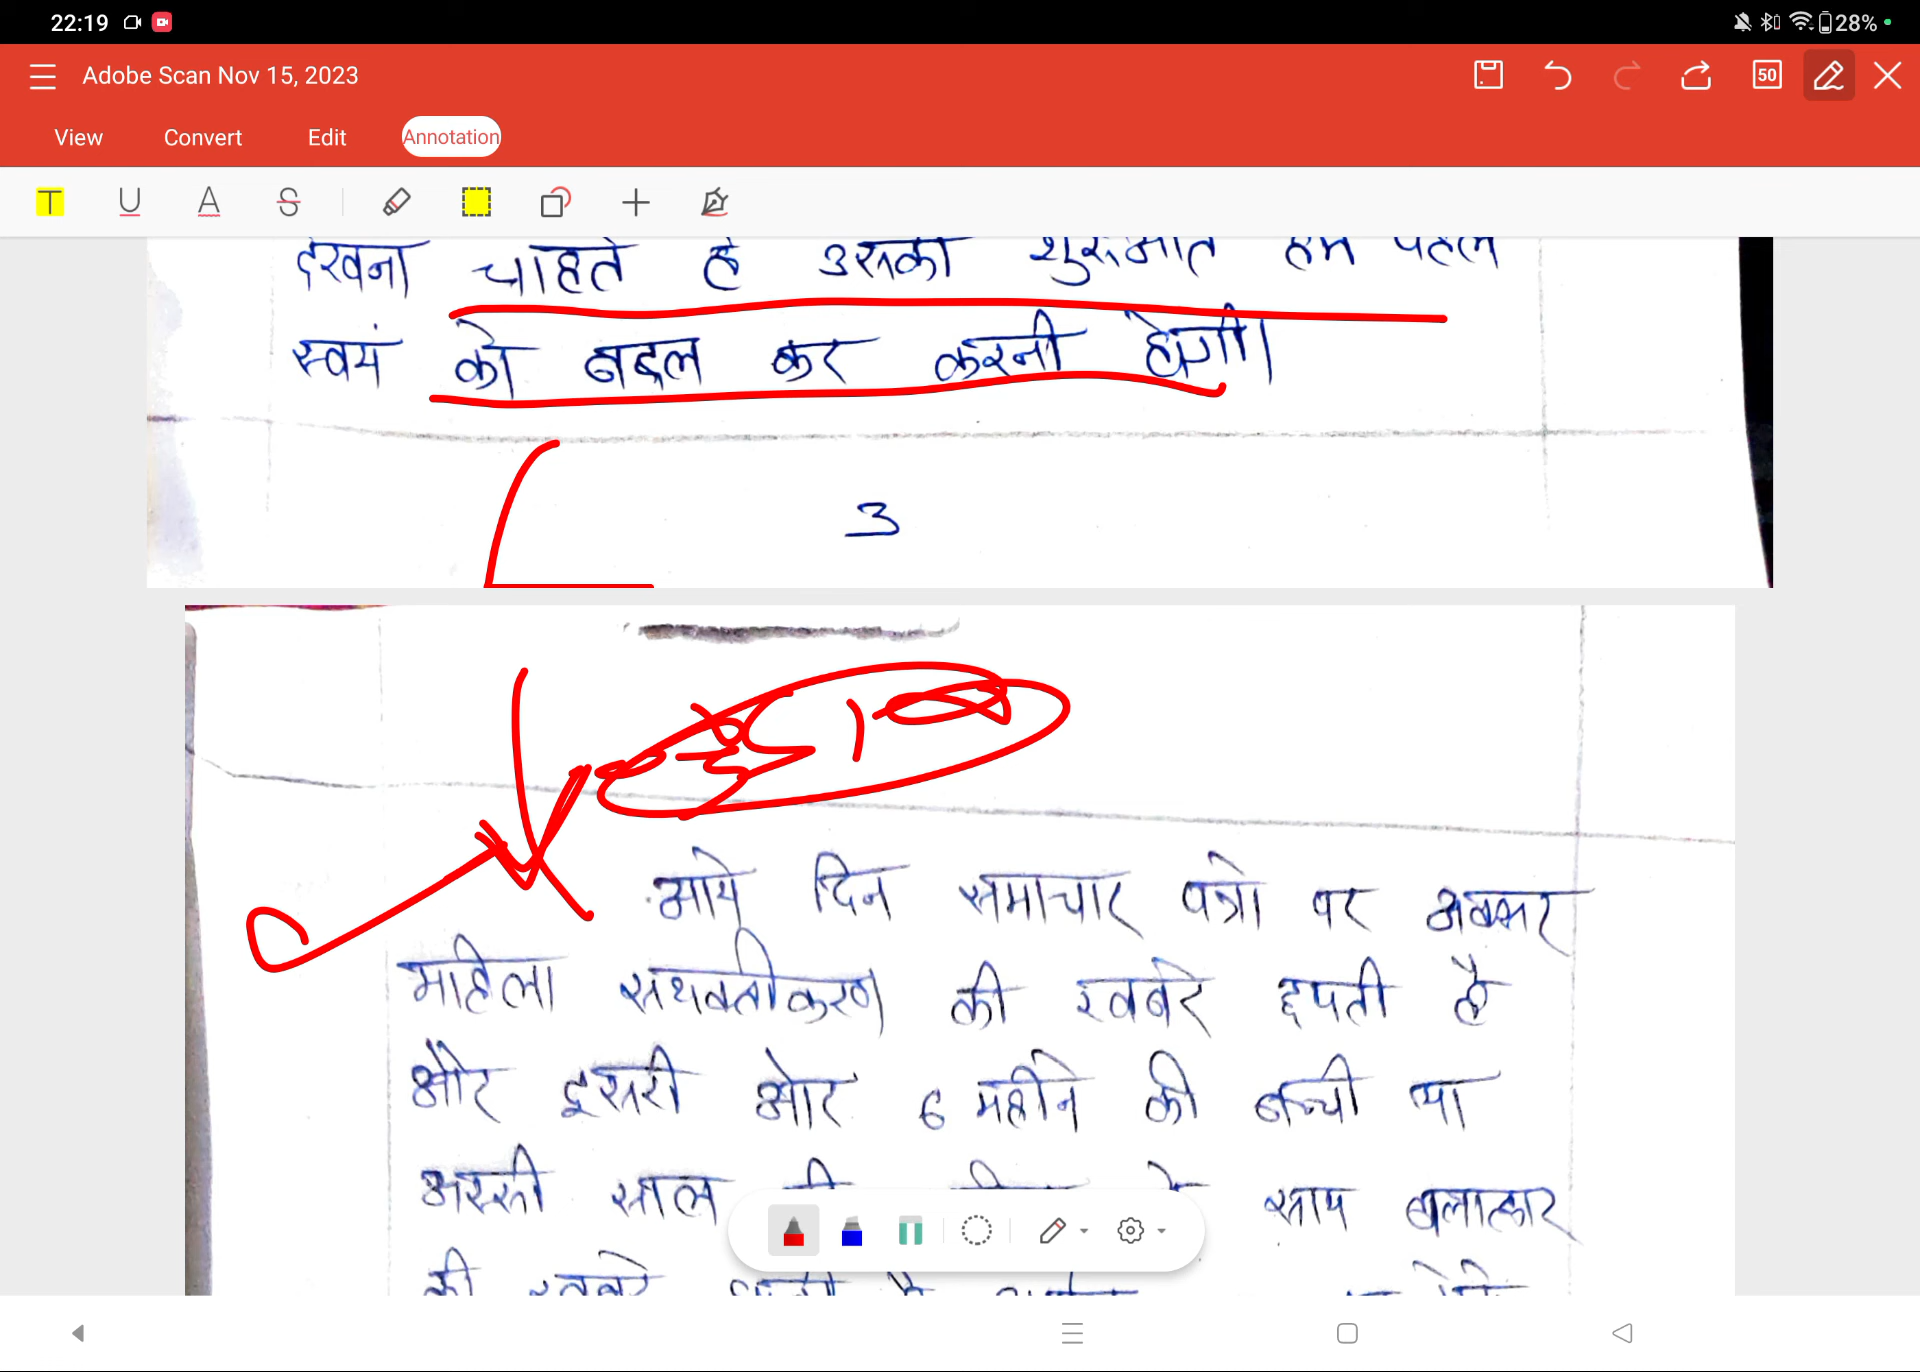 22:19 28%
Adobe Scan Nov 15, 2023 50
View Convert Edit Annotation
T U A S
देखना चाहते है उसकी शुरूआत हमे पहले
स्वयं को बदल कर करनी होगी।
3
आये दिन समाचार पत्रो पर अक्सर
महिला सशक्तीकरण की खबरे छपती है
और दूसरी ओर 6 महीने की बच्ची या
अस्सी साल की साथ बलात्कार
की खबरे